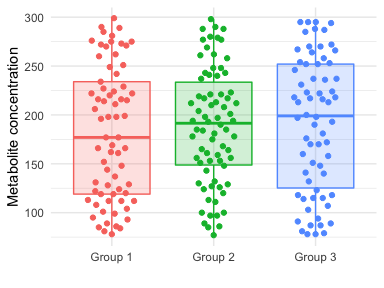 Metabolite concentration
300
250
200
150
100
Group 1
Group 2
Group 3